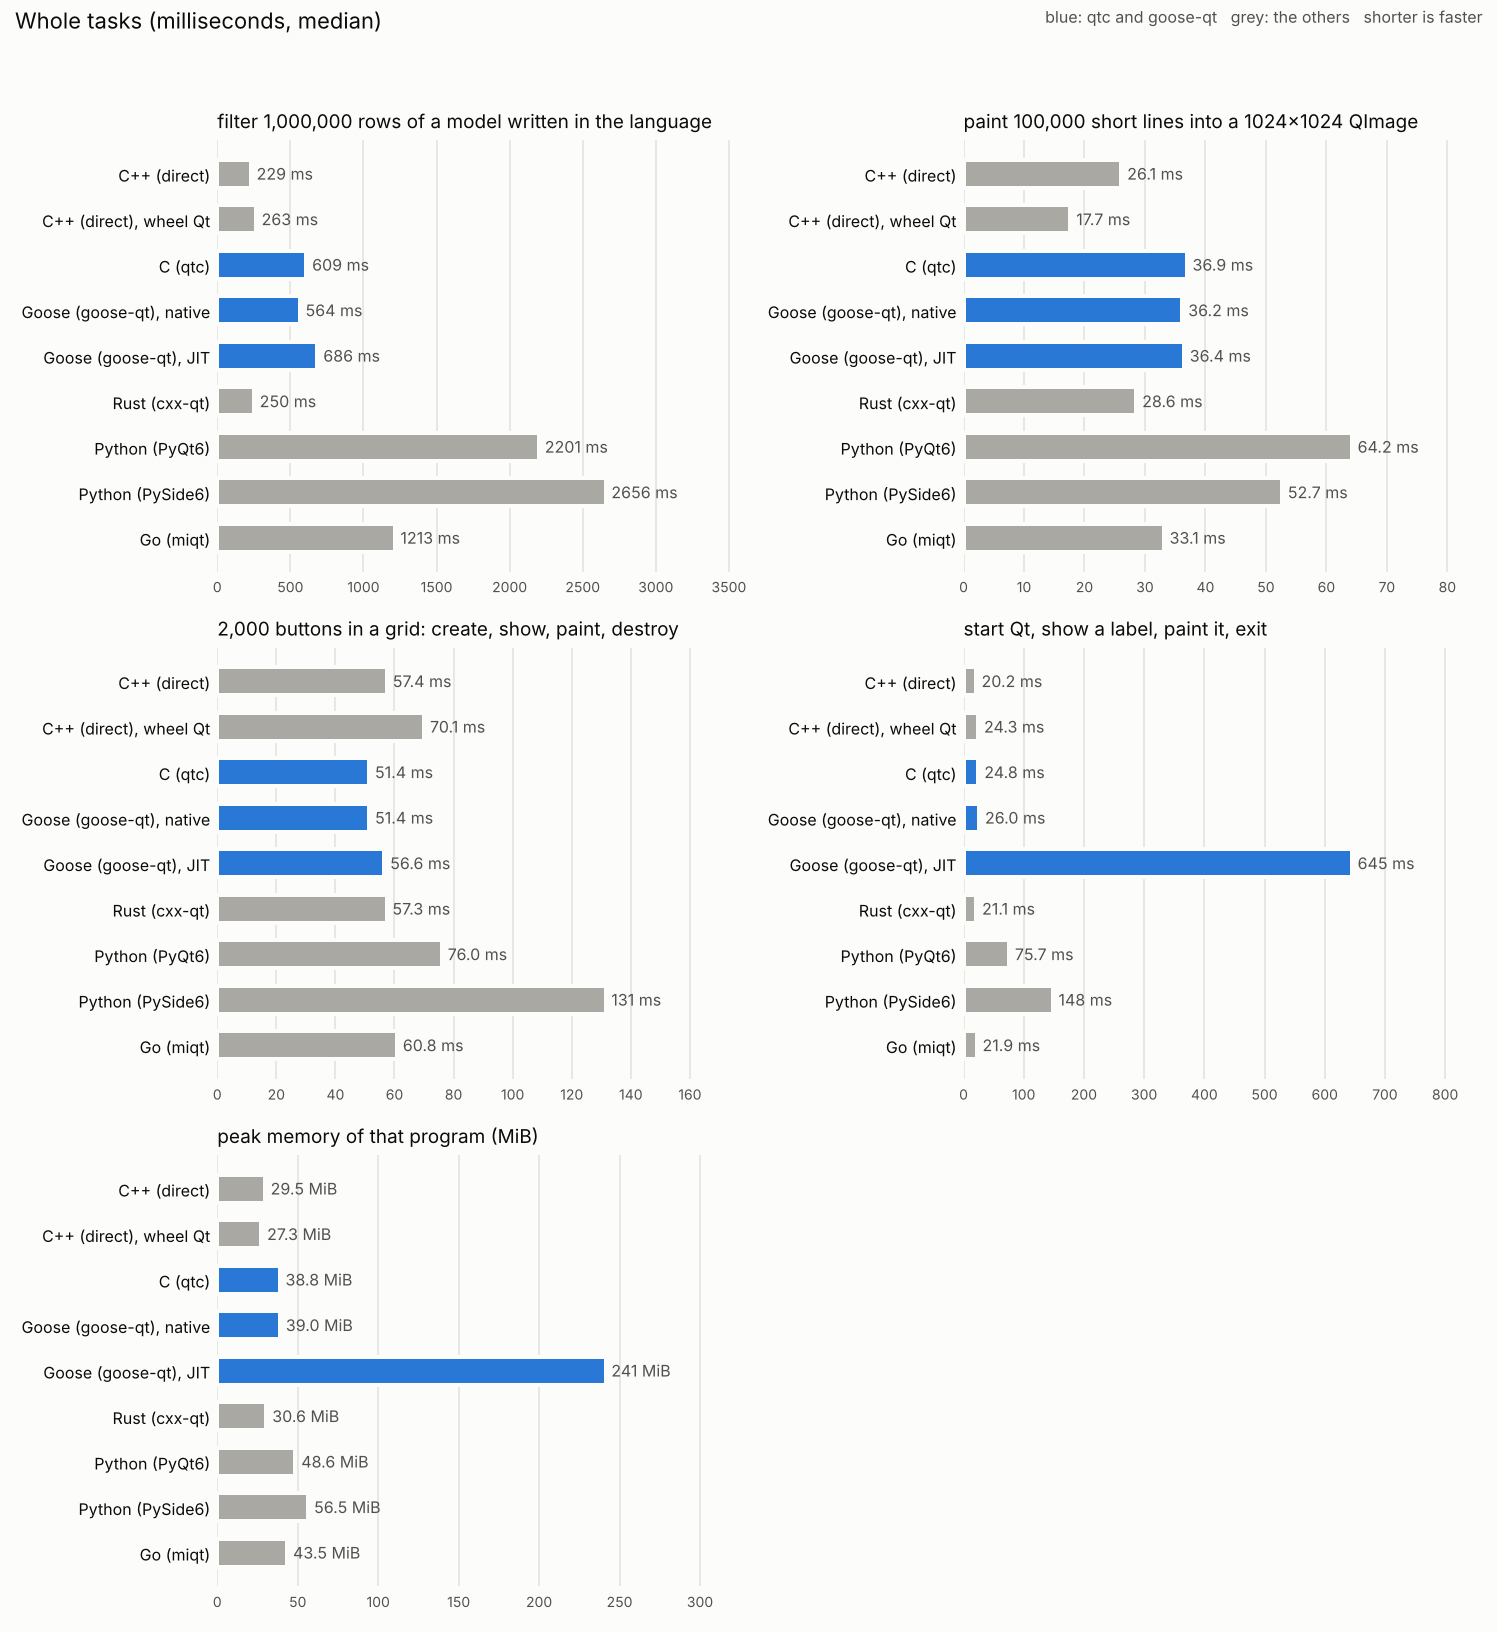 Whole tasks (milliseconds, median)
blue: qtc and goose-qt grey: the others shorter is faster
filter 1,000,000 rows of a model written in the language
C++ (direct) 229 ms
C++ (direct), wheel Qt 263 ms
C (qtc) 609 ms
Goose (goose-qt), native 564 ms
Goose (goose-qt), JIT 686 ms
Rust (cxx-qt) 250 ms
Python (PyQt6) 2201 ms
Python (PySide6) 2656 ms
Go (miqt) 1213 ms
0 500 1000 1500 2000 2500 3000 3500
paint 100,000 short lines into a 1024×1024 QImage
C++ (direct) 26.1 ms
C++ (direct), wheel Qt 17.7 ms
C (qtc) 36.9 ms
Goose (goose-qt), native 36.2 ms
Goose (goose-qt), JIT 36.4 ms
Rust (cxx-qt) 28.6 ms
Python (PyQt6) 64.2 ms
Python (PySide6) 52.7 ms
Go (miqt) 33.1 ms
0 10 20 30 40 50 60 70 80
2,000 buttons in a grid: create, show, paint, destroy
C++ (direct) 57.4 ms
C++ (direct), wheel Qt 70.1 ms
C (qtc) 51.4 ms
Goose (goose-qt), native 51.4 ms
Goose (goose-qt), JIT 56.6 ms
Rust (cxx-qt) 57.3 ms
Python (PyQt6) 76.0 ms
Python (PySide6) 131 ms
Go (miqt) 60.8 ms
0 20 40 60 80 100 120 140 160
start Qt, show a label, paint it, exit
C++ (direct) 20.2 ms
C++ (direct), wheel Qt 24.3 ms
C (qtc) 24.8 ms
Goose (goose-qt), native 26.0 ms
Goose (goose-qt), JIT 645 ms
Rust (cxx-qt) 21.1 ms
Python (PyQt6) 75.7 ms
Python (PySide6) 148 ms
Go (miqt) 21.9 ms
0 100 200 300 400 500 600 700 800
peak memory of that program (MiB)
C++ (direct) 29.5 MiB
C++ (direct), wheel Qt 27.3 MiB
C (qtc) 38.8 MiB
Goose (goose-qt), native 39.0 MiB
Goose (goose-qt), JIT 241 MiB
Rust (cxx-qt) 30.6 MiB
Python (PyQt6) 48.6 MiB
Python (PySide6) 56.5 MiB
Go (miqt) 43.5 MiB
0 50 100 150 200 250 300